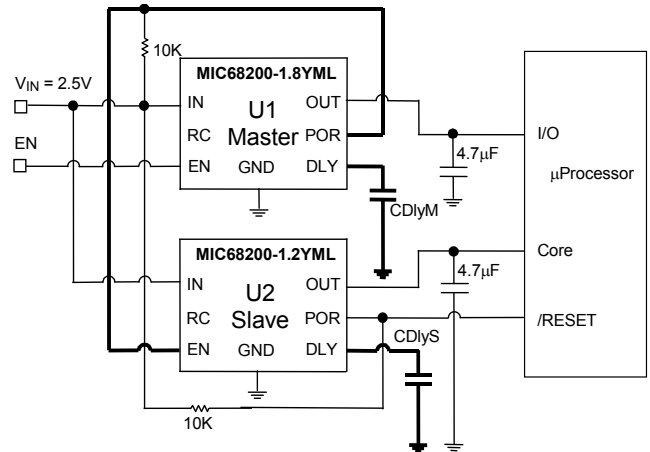 10K
MIC68200-1.8YML
VIN = 2.5V
IN
OUT
U1
RC
Master
POR
I/O
EN
EN
GND
DLY
4.7μF
μProcessor
CDlyM
MIC68200-1.2YML
Core
IN
OUT
4.7μF
U2
RC
Slave
POR
/RESET
CDlyS
EN
GND
DLY
10K